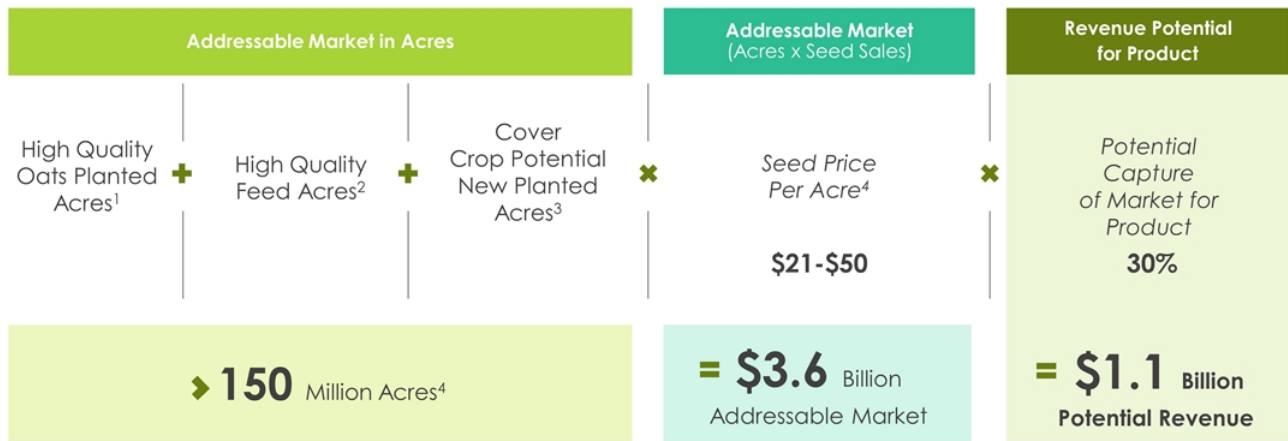 Addressable Market in Acres
Addressable Market
(Acres x Seed Sales)
Revenue Potential
for Product
High Quality
Oats Planted
Acres1
+
High Quality
Feed Acres2
+
Cover
Crop Potential
New Planted
Acres3
×
Seed Price
Per Acre4
$21-$50
×
Potential
Capture
of Market for
Product
30%
> 150 Million Acres4
= $3.6 Billion
Addressable Market
= $1.1 Billion
Potential Revenue